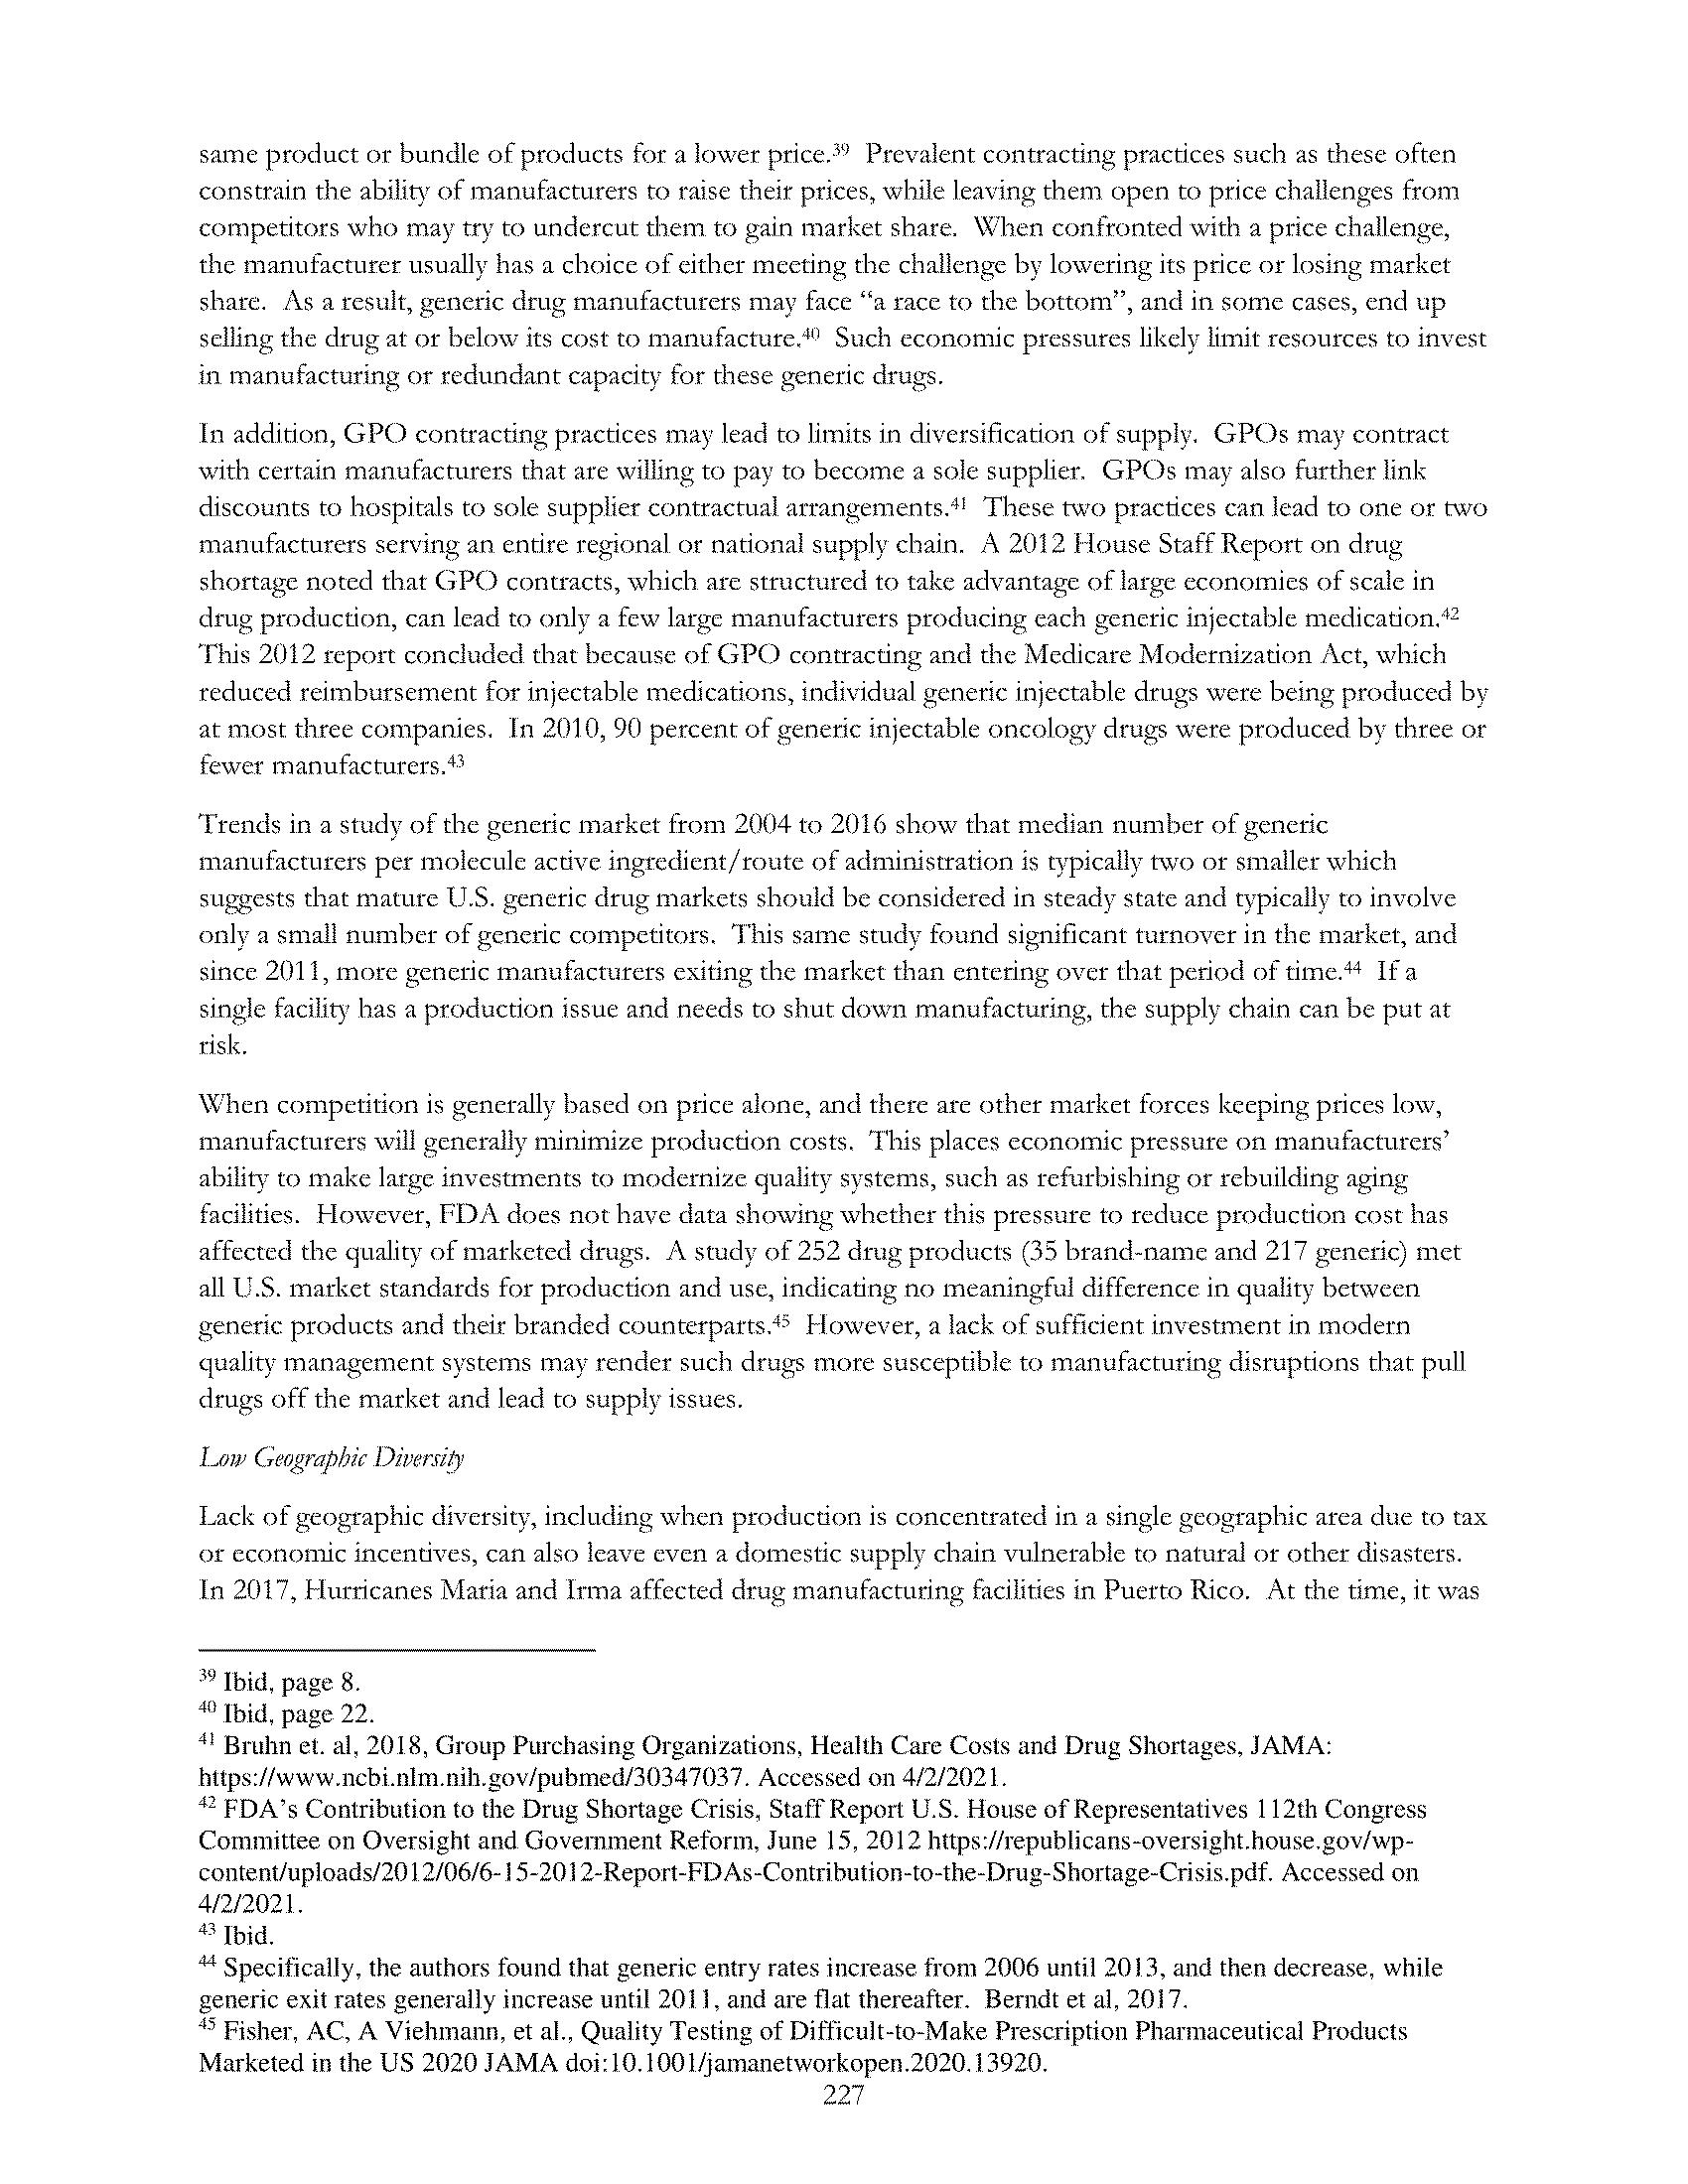 same product or bundle of products for a lower price.³⁹  Prevalent contracting practices such as these often
constrain the ability of manufacturers to raise their prices, while leaving them open to price challenges from
competitors who may try to undercut them to gain market share.  When confronted with a price challenge,
the manufacturer usually has a choice of either meeting the challenge by lowering its price or losing market
share.  As a result, generic drug manufacturers may face “a race to the bottom”, and in some cases, end up
selling the drug at or below its cost to manufacture.⁴⁰  Such economic pressures likely limit resources to invest
in manufacturing or redundant capacity for these generic drugs.
In addition, GPO contracting practices may lead to limits in diversification of supply.  GPOs may contract
with certain manufacturers that are willing to pay to become a sole supplier.  GPOs may also further link
discounts to hospitals to sole supplier contractual arrangements.⁴¹  These two practices can lead to one or two
manufacturers serving an entire regional or national supply chain.  A 2012 House Staff Report on drug
shortage noted that GPO contracts, which are structured to take advantage of large economies of scale in
drug production, can lead to only a few large manufacturers producing each generic injectable medication.⁴²
This 2012 report concluded that because of GPO contracting and the Medicare Modernization Act, which
reduced reimbursement for injectable medications, individual generic injectable drugs were being produced by
at most three companies.  In 2010, 90 percent of generic injectable oncology drugs were produced by three or
fewer manufacturers.⁴³
Trends in a study of the generic market from 2004 to 2016 show that median number of generic
manufacturers per molecule active ingredient/route of administration is typically two or smaller which
suggests that mature U.S. generic drug markets should be considered in steady state and typically to involve
only a small number of generic competitors.  This same study found significant turnover in the market, and
since 2011, more generic manufacturers exiting the market than entering over that period of time.⁴⁴  If a
single facility has a production issue and needs to shut down manufacturing, the supply chain can be put at
risk.
When competition is generally based on price alone, and there are other market forces keeping prices low,
manufacturers will generally minimize production costs.  This places economic pressure on manufacturers’
ability to make large investments to modernize quality systems, such as refurbishing or rebuilding aging
facilities.  However, FDA does not have data showing whether this pressure to reduce production cost has
affected the quality of marketed drugs.  A study of 252 drug products (35 brand-name and 217 generic) met
all U.S. market standards for production and use, indicating no meaningful difference in quality between
generic products and their branded counterparts.⁴⁵  However, a lack of sufficient investment in modern
quality management systems may render such drugs more susceptible to manufacturing disruptions that pull
drugs off the market and lead to supply issues.
Low Geographic Diversity
Lack of geographic diversity, including when production is concentrated in a single geographic area due to tax
or economic incentives, can also leave even a domestic supply chain vulnerable to natural or other disasters.
In 2017, Hurricanes Maria and Irma affected drug manufacturing facilities in Puerto Rico.  At the time, it was
³⁹ Ibid, page 8.
⁴⁰ Ibid, page 22.
⁴¹ Bruhn et. al, 2018, Group Purchasing Organizations, Health Care Costs and Drug Shortages, JAMA:
https://www.ncbi.nlm.nih.gov/pubmed/30347037. Accessed on 4/2/2021.
⁴² FDA’s Contribution to the Drug Shortage Crisis, Staff Report U.S. House of Representatives 112th Congress
Committee on Oversight and Government Reform, June 15, 2012 https://republicans-oversight.house.gov/wp-
content/uploads/2012/06/6-15-2012-Report-FDAs-Contribution-to-the-Drug-Shortage-Crisis.pdf. Accessed on
4/2/2021.
⁴³ Ibid.
⁴⁴ Specifically, the authors found that generic entry rates increase from 2006 until 2013, and then decrease, while
generic exit rates generally increase until 2011, and are flat thereafter.  Berndt et al, 2017.
⁴⁵ Fisher, AC, A Viehmann, et al., Quality Testing of Difficult-to-Make Prescription Pharmaceutical Products
Marketed in the US 2020 JAMA doi:10.1001/jamanetworkopen.2020.13920.
227